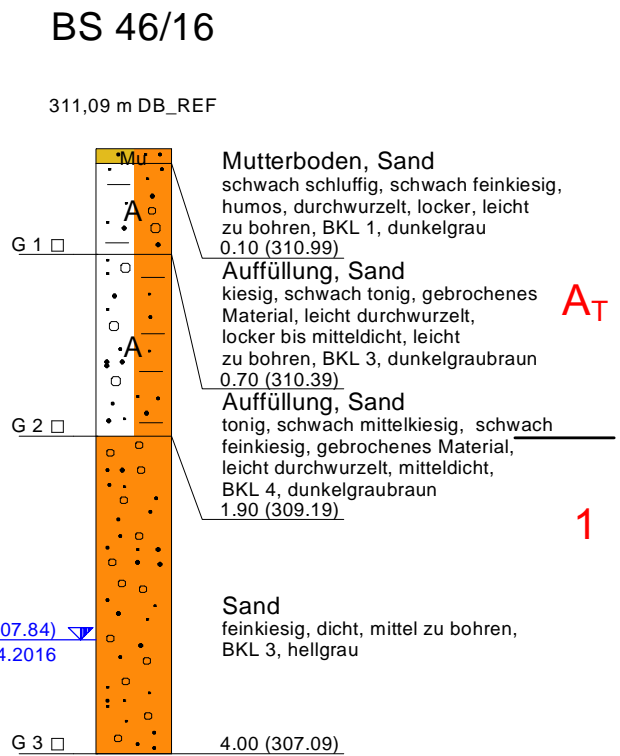 BS 46/16
311,09 m DB_REF
Mu
Mutterboden, Sand
schwach schluffig, schwach feinkiesig,
humos, durchwurzelt, locker, leicht
zu bohren, BKL 1, dunkelgrau
0.10 (310.99)
A
G 1
Auffüllung, Sand
kiesig, schwach tonig, gebrochenes
Material, leicht durchwurzelt,
locker bis mitteldicht, leicht
zu bohren, BKL 3, dunkelgraubraun
0.70 (310.39)
AT
A
G 2
Auffüllung, Sand
tonig, schwach mittelkiesig, schwach
feinkiesig, gebrochenes Material,
leicht durchwurzelt, mitteldicht,
BKL 4, dunkelgraubraun
1.90 (309.19)
1
Sand
feinkiesig, dicht, mittel zu bohren,
BKL 3, hellgrau
07.84)
4.2016
G 3
4.00 (307.09)